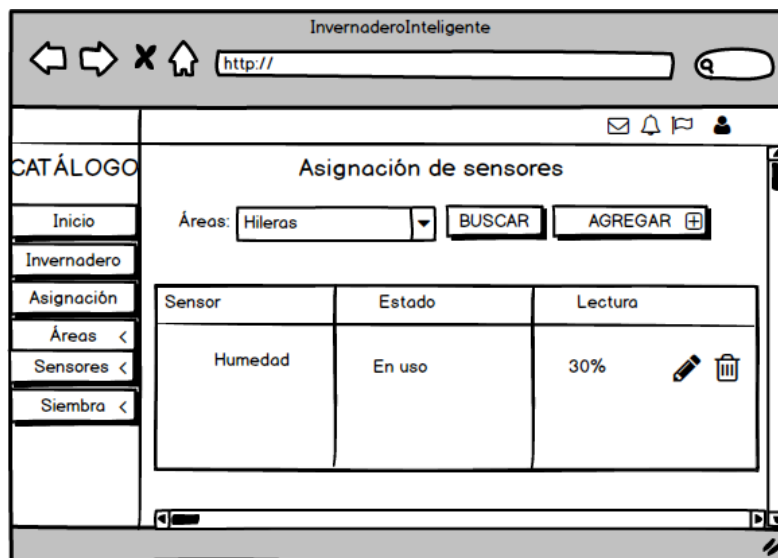 InvernaderoInteligente
http://
CATÁLOGO
Inicio
Invernadero
Asignación
Áreas <
Sensores <
Siembra <
Asignación de sensores
Áreas: Hileras BUSCAR AGREGAR
Sensor Estado Lectura
Humedad En uso 30%